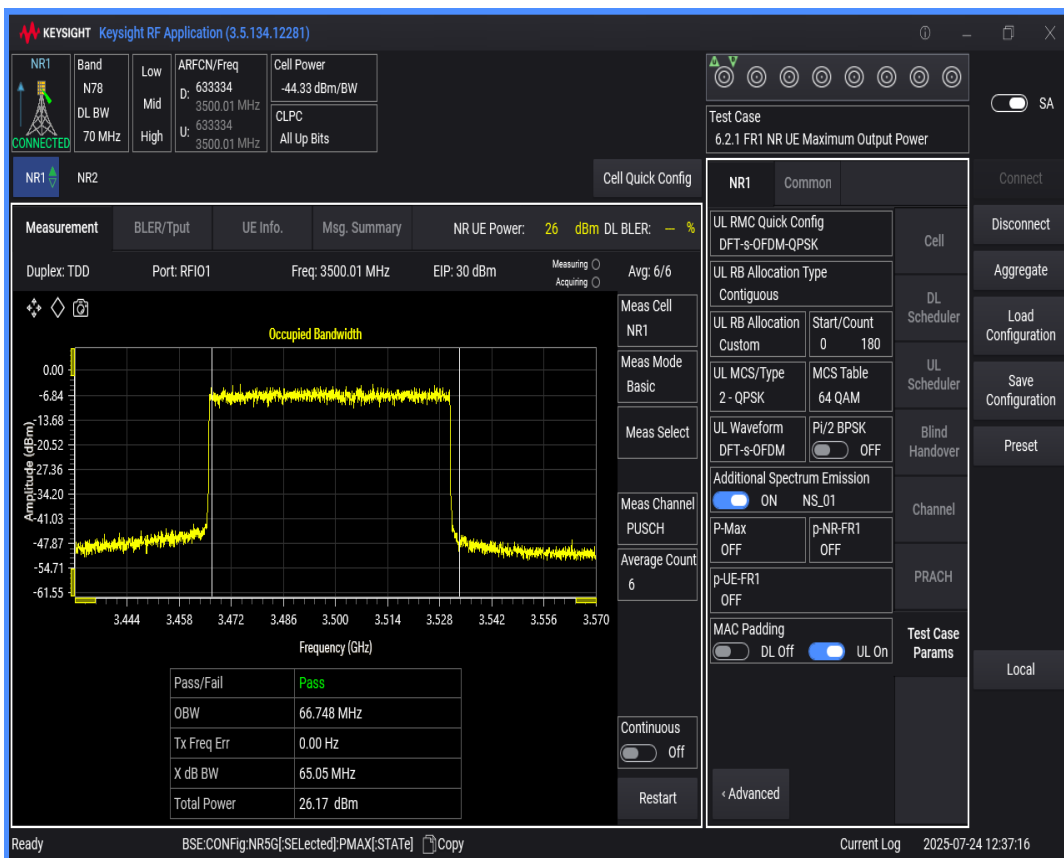 KEYSIGHT Keysight RF Application (3.5.134.12281)
NR1
CONNECTED
Band
N78
DL BW
70 MHz
Low
Mid
High
ARFCN/Freq
D: 633334
3500.01 MHz
U: 633334
3500.01 MHz
Cell Power
-44.33 dBm/BW
CLPC
All Up Bits
Test Case
6.2.1 FR1 NR UE Maximum Output Power
SA
NR1 NR2
Cell Quick Config
Measurement BLER/Tput UE Info. Msg. Summary NR UE Power: 26 dBm DL BLER: -- %
Duplex: TDD Port: RFIO1 Freq: 3500.01 MHz EIP: 30 dBm Measuring Acquiring Avg: 6/6
Occupied Bandwidth
Amplitude (dBm)
0.00
-6.84
-13.68
-20.52
-27.36
-34.20
-41.03
-47.87
-54.71
-61.55
3.444 3.458 3.472 3.486 3.500 3.514 3.528 3.542 3.556 3.570
Frequency (GHz)
Pass/Fail Pass
OBW 66.748 MHz
Tx Freq Err 0.00 Hz
X dB BW 65.05 MHz
Total Power 26.17 dBm
Meas Cell
NR1
Meas Mode
Basic
Meas Select
Meas Channel
PUSCH
Average Count
6
Continuous
Off
Restart
NR1 Common
UL RMC Quick Config
DFT-s-OFDM-QPSK
UL RB Allocation Type
Contiguous
UL RB Allocation Start/Count
Custom 0 180
UL MCS/Type MCS Table
2 - QPSK 64 QAM
UL Waveform Pi/2 BPSK
DFT-s-OFDM OFF
Additional Spectrum Emission
ON NS_01
P-Max p-NR-FR1
OFF OFF
p-UE-FR1
OFF
MAC Padding
DL Off UL On
‹ Advanced
Cell
DL
Scheduler
UL
Scheduler
Blind
Handover
Channel
PRACH
Test Case
Params
Connect
Disconnect
Aggregate
Load
Configuration
Save
Configuration
Preset
Local
Ready BSE:CONFig:NR5G[:SELected]:PMAX[:STATe] Copy Current Log 2025-07-24 12:37:16